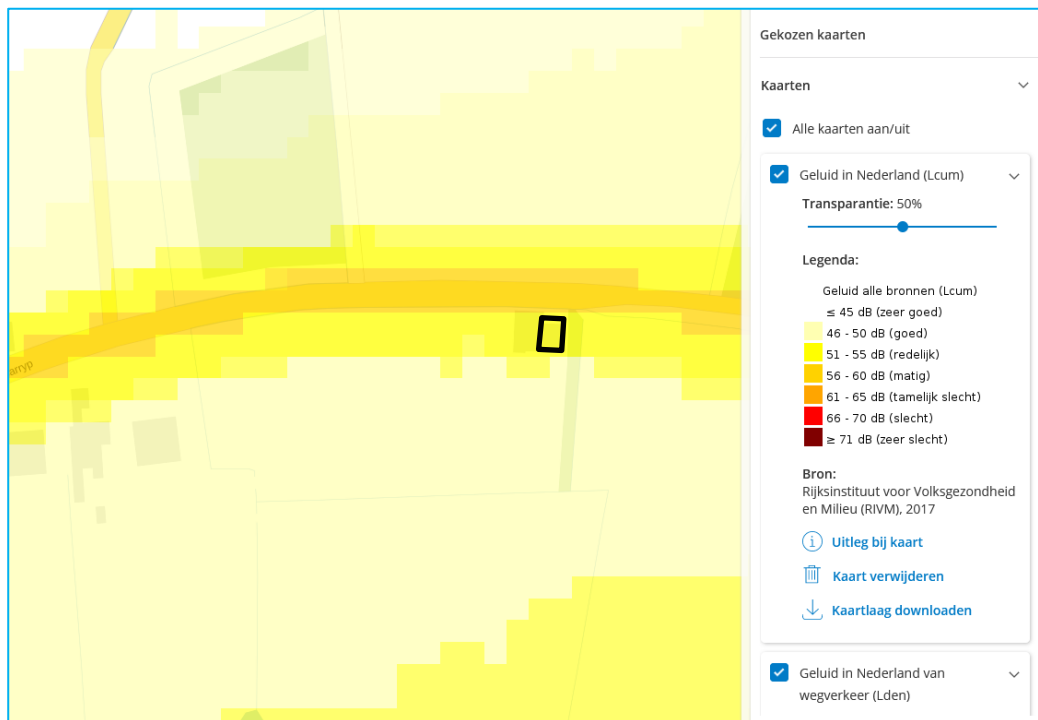 Gekozen kaarten
Kaarten
Alle kaarten aan/uit
Geluid in Nederland (Lcum)
Transparantie: 50%
Legenda:
Geluid alle bronnen (Lcum)
≤ 45 dB (zeer goed)
46 - 50 dB (goed)
51 - 55 dB (redelijk)
56 - 60 dB (matig)
61 - 65 dB (tamelijk slecht)
66 - 70 dB (slecht)
≥ 71 dB (zeer slecht)
Bron:
Rijksinstituut voor Volksgezondheid
en Milieu (RIVM), 2017
Uitleg bij kaart
Kaart verwijderen
Kaartlaag downloaden
Geluid in Nederland van
wegverkeer (Lden)
arryp